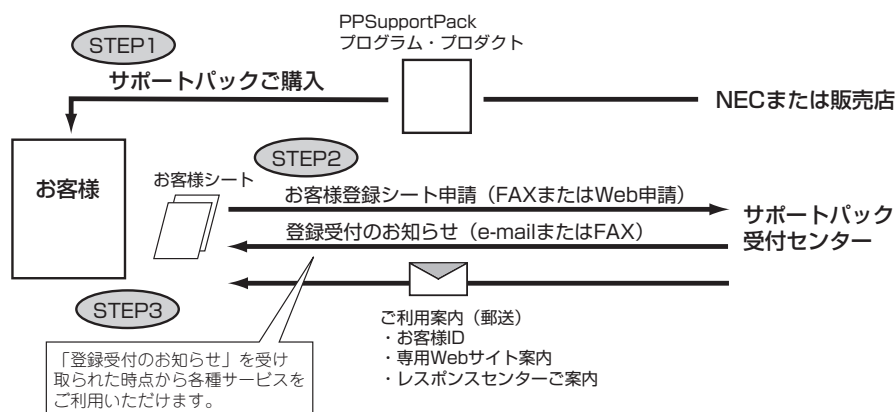 PPSupportPack
プログラム・プロダクト
STEP1
サポートパックご購入
NECまたは販売店
お客様
お客様シート
STEP2
お客様登録シート申請（FAXまたはWeb申請）
登録受付のお知らせ（e-mailまたはFAX）
サポートパック
受付センター
STEP3
ご利用案内（郵送）
・お客様ID
・専用Webサイト案内
・レスポンスセンターご案内
「登録受付のお知らせ」を受け
取られた時点から各種サービスを
ご利用いただけます。